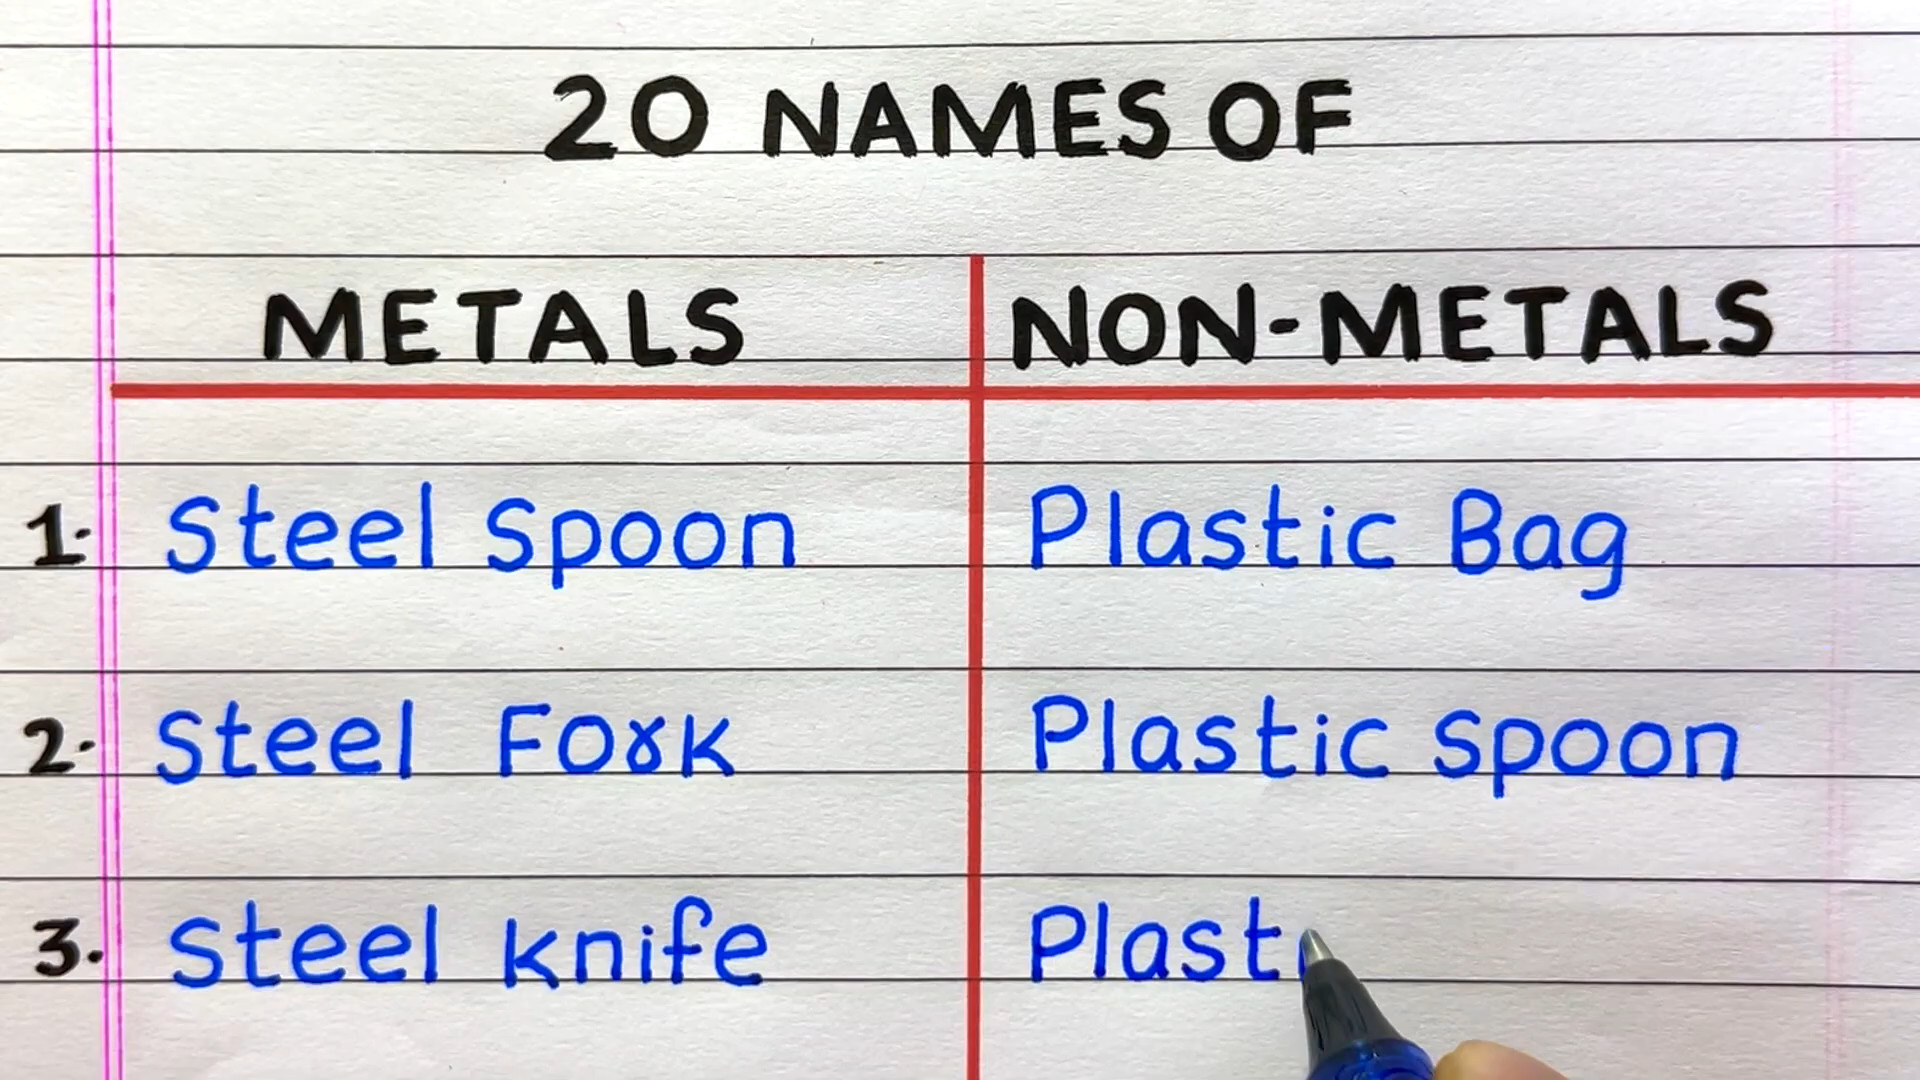 20 NAMES OF
METALS NON-METALS
1. Steel Spoon Plastic Bag
2. Steel Fork Plastic Spoon
3. Steel knife Plasti